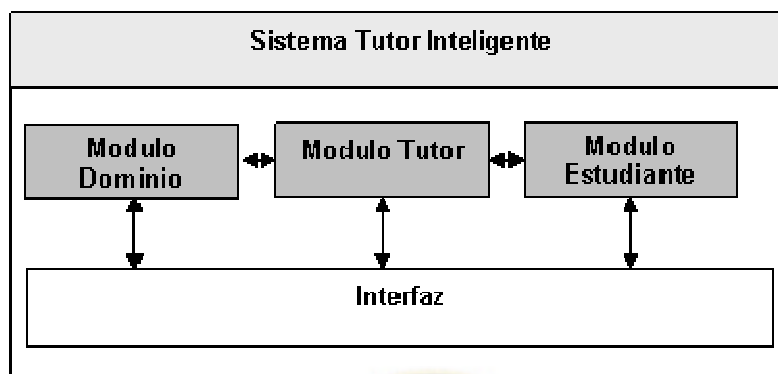 Sistema Tutor Inteligente
Modulo
Dominio
Modulo Tutor
Modulo
Estudiante
Interfaz